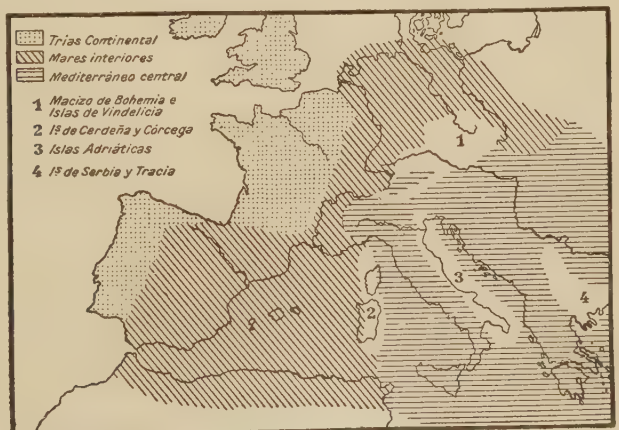 Trias Continental
Mares interiores
Mediterráneo central
1 Macizo de Bohemia e
Islas de Vindelicia
2 Iˢ de Cerdeña y Córcega
3 Islas Adriáticas
4 Iˢ de Serbia y Tracia
1
2
3
4
?